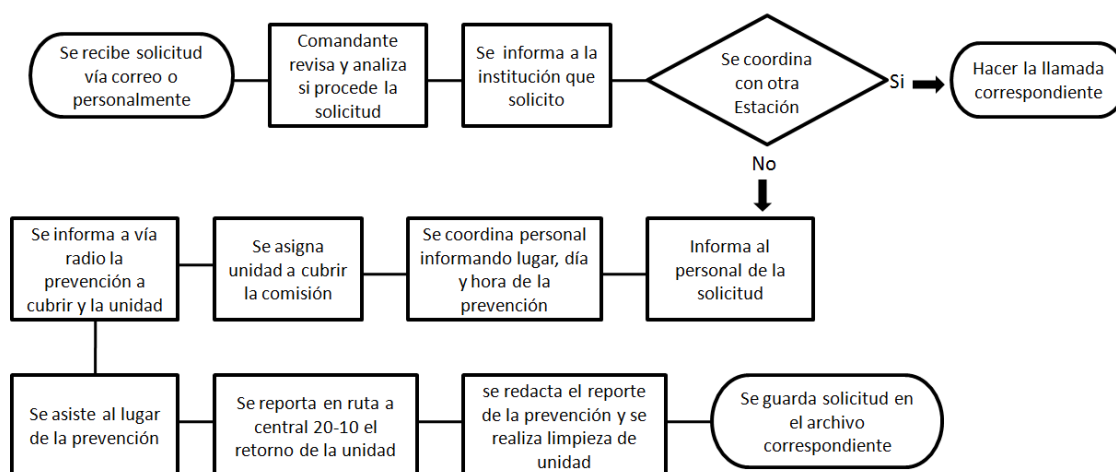 Se recibe solicitud
vía correo o
personalmente
Comandante
revisa y analiza
si procede la
solicitud
Se informa a la
institución que
solicito
Se coordina
con otra
Estación
Si
Hacer la llamada
correspondiente
No
Informa al
personal de la
solicitud
Se coordina personal
informando lugar, día
y hora de la
prevención
Se asigna
unidad a cubrir
la comisión
Se informa a vía
radio la
prevención a
cubrir y la unidad
Se asiste al lugar
de la prevención
Se reporta en ruta a
central 20-10 el
retorno de la unidad
se redacta el reporte
de la prevención y se
realiza limpieza de
unidad
Se guarda solicitud en
el archivo
correspondiente